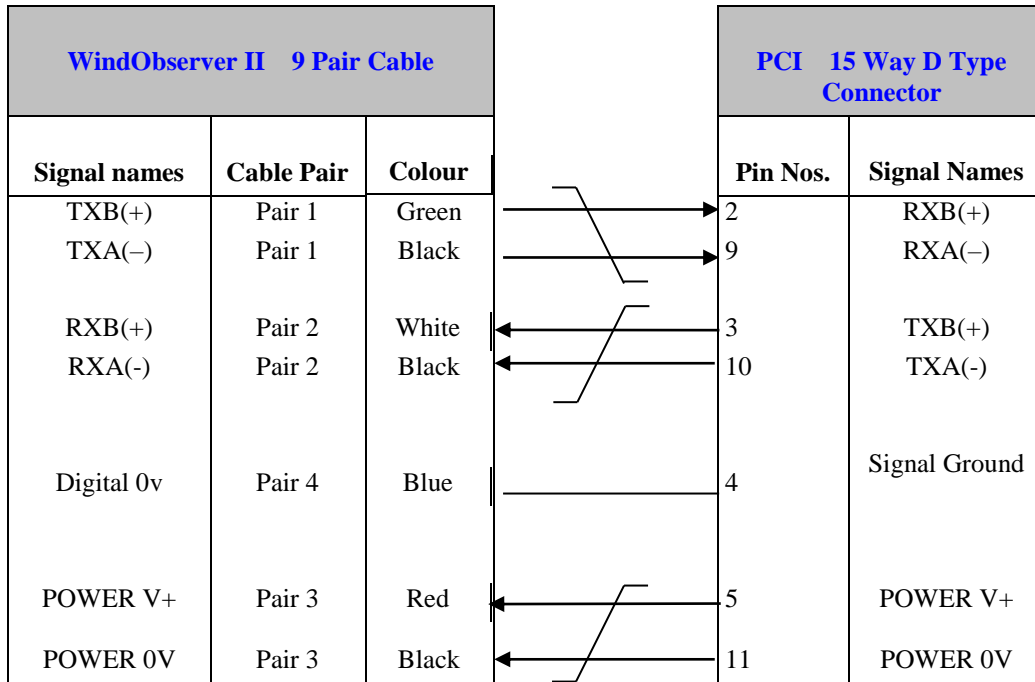 WindObserver II 9 Pair Cable
PCI 15 Way D Type
Connector
Signal names Cable Pair Colour Pin Nos. Signal Names
TXB(+) Pair 1 Green 2 RXB(+)
TXA(–) Pair 1 Black 9 RXA(–)
RXB(+) Pair 2 White 3 TXB(+)
RXA(-) Pair 2 Black 10 TXA(-)
Digital 0v Pair 4 Blue 4 Signal Ground
POWER V+ Pair 3 Red 5 POWER V+
POWER 0V Pair 3 Black 11 POWER 0V